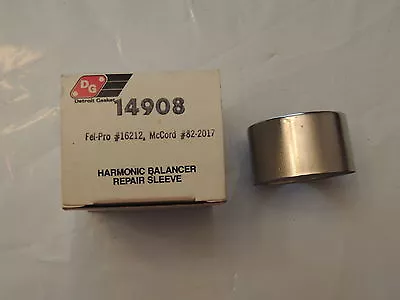 DG
Detroit Gasket
14908
Fel-Pro #16212, McCord #82-2017
HARMONIC BALANCER
REPAIR SLEEVE